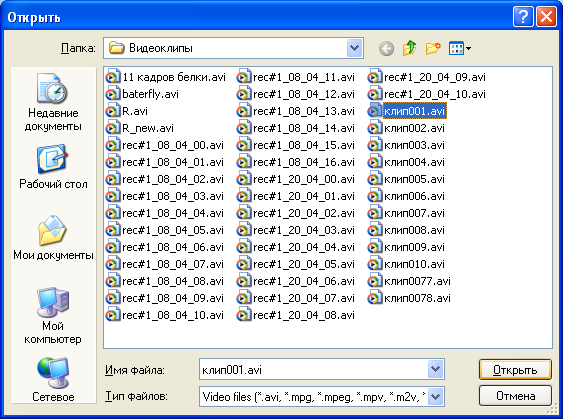 Открыть
Папка:
Видеоклипы
Недавние
документы
Рабочий стол
Мои документы
Мой
компьютер
Сетевое
11 кадров белки.avi
baterfly.avi
R.avi
R_new.avi
rec#1_08_04_00.avi
rec#1_08_04_01.avi
rec#1_08_04_02.avi
rec#1_08_04_03.avi
rec#1_08_04_04.avi
rec#1_08_04_05.avi
rec#1_08_04_06.avi
rec#1_08_04_07.avi
rec#1_08_04_08.avi
rec#1_08_04_09.avi
rec#1_08_04_10.avi
rec#1_08_04_11.avi
rec#1_08_04_12.avi
rec#1_08_04_13.avi
rec#1_08_04_14.avi
rec#1_08_04_15.avi
rec#1_08_04_16.avi
rec#1_20_04_00.avi
rec#1_20_04_01.avi
rec#1_20_04_02.avi
rec#1_20_04_03.avi
rec#1_20_04_04.avi
rec#1_20_04_05.avi
rec#1_20_04_06.avi
rec#1_20_04_07.avi
rec#1_20_04_08.avi
rec#1_20_04_09.avi
rec#1_20_04_10.avi
клип001.avi
клип002.avi
клип003.avi
клип004.avi
клип005.avi
клип006.avi
клип007.avi
клип008.avi
клип009.avi
клип010.avi
клип0077.avi
клип0078.avi
Имя файла:
клип001.avi
Открыть
Тип файлов:
Video files (*.avi, *.mpg, *.mpeg, *.mpv, *.m2v, *
Отмена